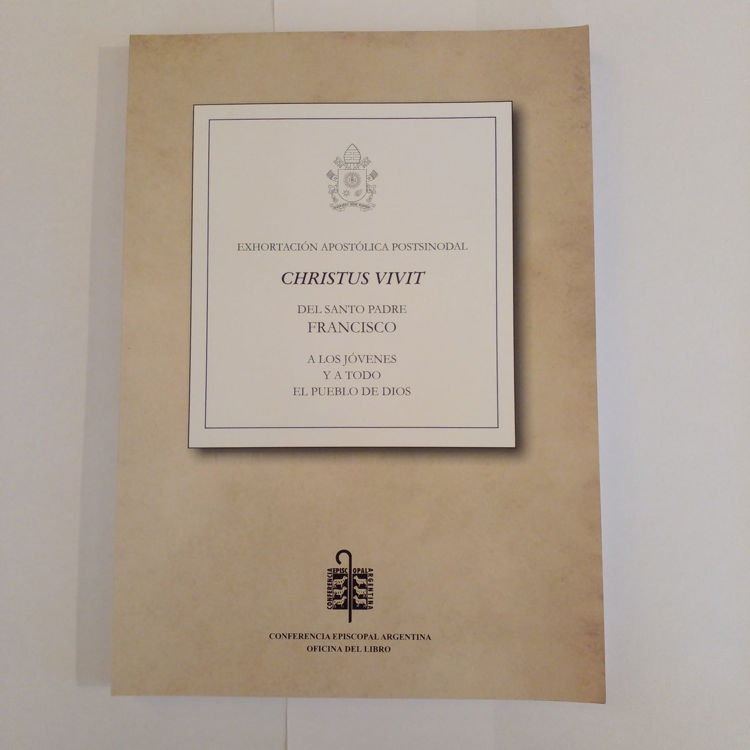 EXHORTACIÓN APOSTÓLICA POSTSINODAL
CHRISTUS VIVIT
DEL SANTO PADRE
FRANCISCO
A LOS JÓVENES
Y A TODO
EL PUEBLO DE DIOS
CONFERENCIA
EPISCOPAL
ARGENTINA
CONFERENCIA EPISCOPAL ARGENTINA
OFICINA DEL LIBRO